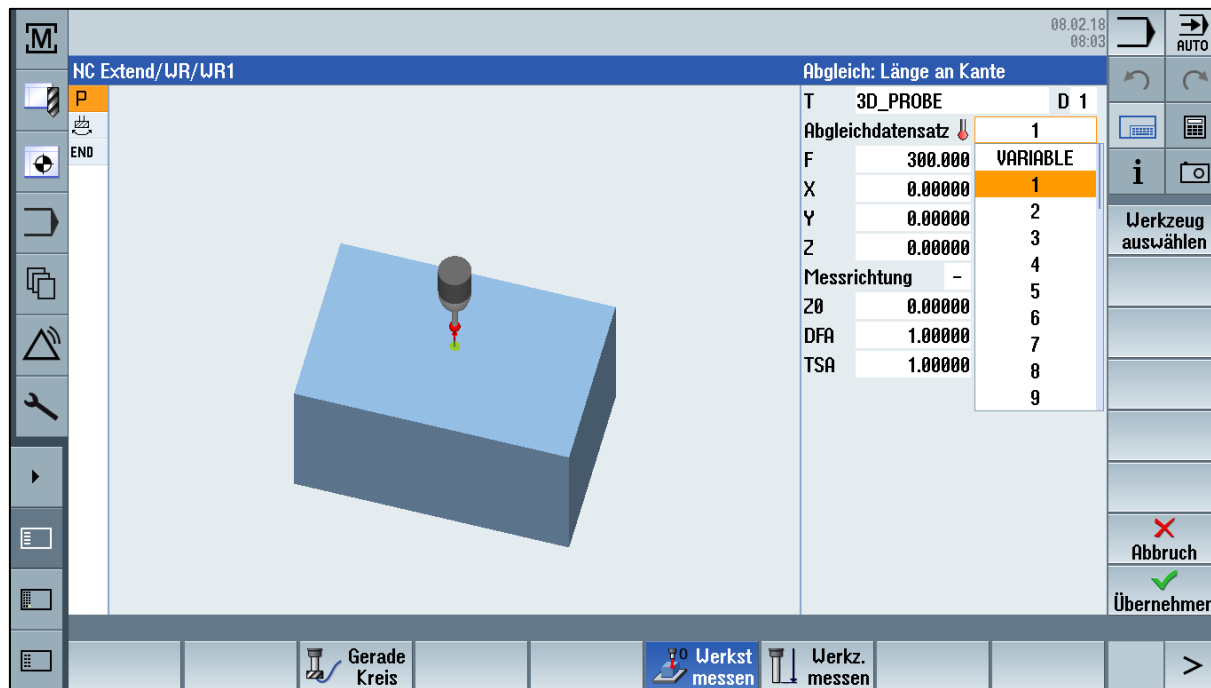 M
08.02.18
08:03
AUTO
NC Extend/WR/WR1
Abgleich: Länge an Kante
P
END
T 3D_PROBE D 1
Abgleichdatensatz 1
F 300.000
X 0.00000
Y 0.00000
Z 0.00000
Messrichtung -
Z0 0.00000
DFA 1.00000
TSA 1.00000
VARIABLE
1
2
3
4
5
6
7
8
9
i
Werkzeug
auswählen
Abbruch
Übernehmen
Gerade
Kreis
Werkst
messen
Werkz.
messen
>